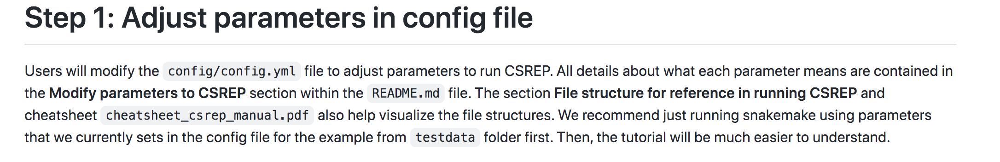 Step 1: Adjust parameters in config file
Users will modify the config/config.yml file to adjust parameters to run CSREP. All details about what each parameter means are contained in
the Modify parameters to CSREP section within the README.md file. The section File structure for reference in running CSREP and
cheatsheet cheatsheet_csrep_manual.pdf also help visualize the file structures. We recommend just running snakemake using parameters
that we currently sets in the config file for the example from testdata folder first. Then, the tutorial will be much easier to understand.